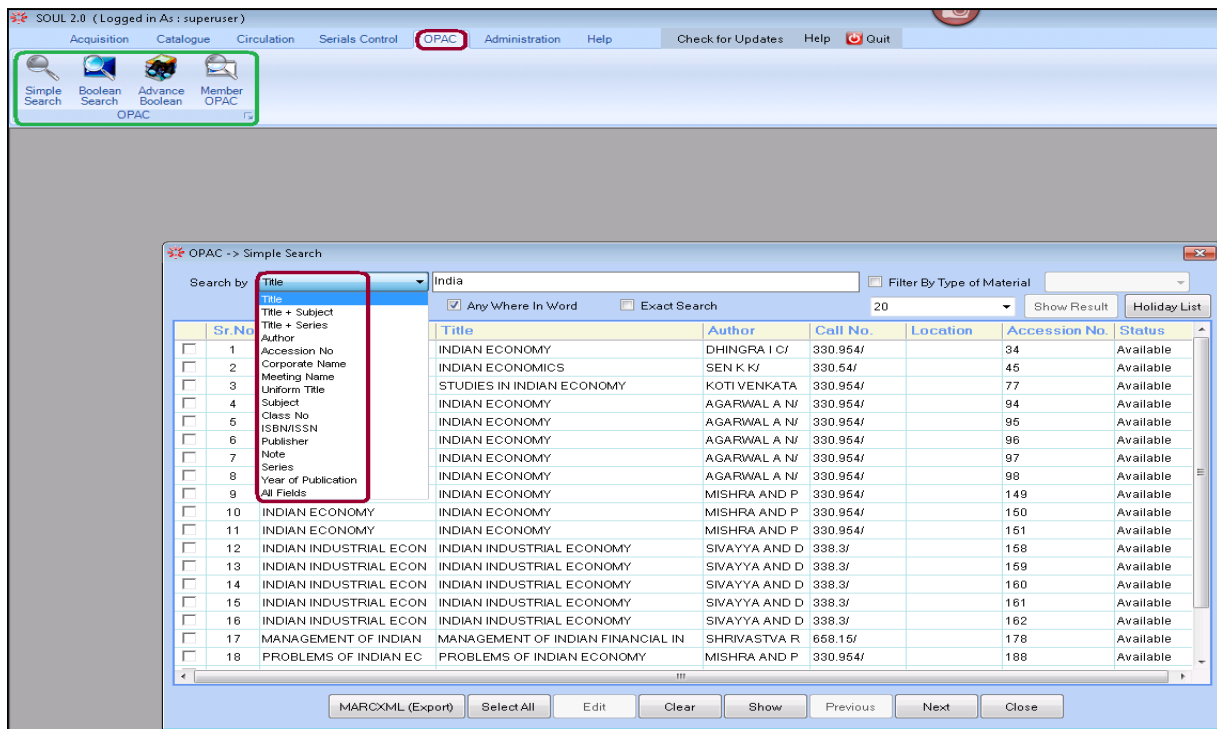 SOUL 2.0 ( Logged in As : superuser )
Acquisition Catalogue Circulation Serials Control OPAC Administration Help Check for Updates Help Quit
Simple Search Boolean Search Advance Boolean Member OPAC
OPAC
OPAC -> Simple Search
Search by Title India Filter By Type of Material
Any Where In Word Exact Search 20 Show Result Holiday List
Title
Title + Subject
Title + Series
Author
Accession No
Corporate Name
Meeting Name
Uniform Title
Subject
Class No
ISBN/ISSN
Publisher
Note
Series
Year of Publication
All Fields
Sr.No Title Author Call No. Location Accession No. Status
1 INDIAN ECONOMY DHINGRA I C/ 330.954/ 34 Available
2 INDIAN ECONOMICS SEN K K/ 330.54/ 45 Available
3 STUDIES IN INDIAN ECONOMY KOTI VENKATA 330.954/ 77 Available
4 INDIAN ECONOMY AGARWAL A N/ 330.954/ 94 Available
5 INDIAN ECONOMY AGARWAL A N/ 330.954/ 95 Available
6 INDIAN ECONOMY AGARWAL A N/ 330.954/ 96 Available
7 INDIAN ECONOMY AGARWAL A N/ 330.954/ 97 Available
8 INDIAN ECONOMY AGARWAL A N/ 330.954/ 98 Available
9 INDIAN ECONOMY MISHRA AND P 330.954/ 149 Available
10 INDIAN ECONOMY INDIAN ECONOMY MISHRA AND P 330.954/ 150 Available
11 INDIAN ECONOMY INDIAN ECONOMY MISHRA AND P 330.954/ 151 Available
12 INDIAN INDUSTRIAL ECON INDIAN INDUSTRIAL ECONOMY SIVAYYA AND D 338.3/ 158 Available
13 INDIAN INDUSTRIAL ECON INDIAN INDUSTRIAL ECONOMY SIVAYYA AND D 338.3/ 159 Available
14 INDIAN INDUSTRIAL ECON INDIAN INDUSTRIAL ECONOMY SIVAYYA AND D 338.3/ 160 Available
15 INDIAN INDUSTRIAL ECON INDIAN INDUSTRIAL ECONOMY SIVAYYA AND D 338.3/ 161 Available
16 INDIAN INDUSTRIAL ECON INDIAN INDUSTRIAL ECONOMY SIVAYYA AND D 338.3/ 162 Available
17 MANAGEMENT OF INDIAN MANAGEMENT OF INDIAN FINANCIAL IN SHRIVASTVA R 658.15/ 178 Available
18 PROBLEMS OF INDIAN EC PROBLEMS OF INDIAN ECONOMY MISHRA AND P 330.954/ 188 Available
MARCXML (Export) Select All Edit Clear Show Previous Next Close